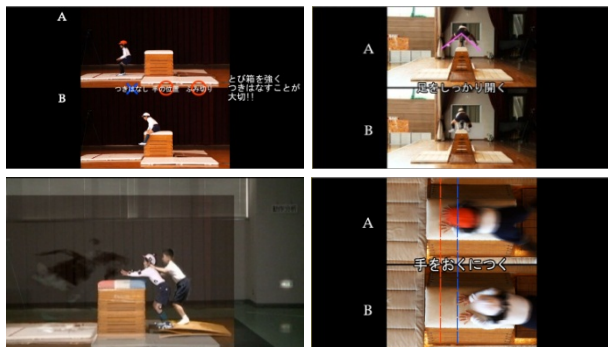 A
つきはなし 手の位置 ふみ切り
とび箱を強く
つきはなすことが
大切!!
B
A
足をしっかり開く
B
A
手をおくにつく
B